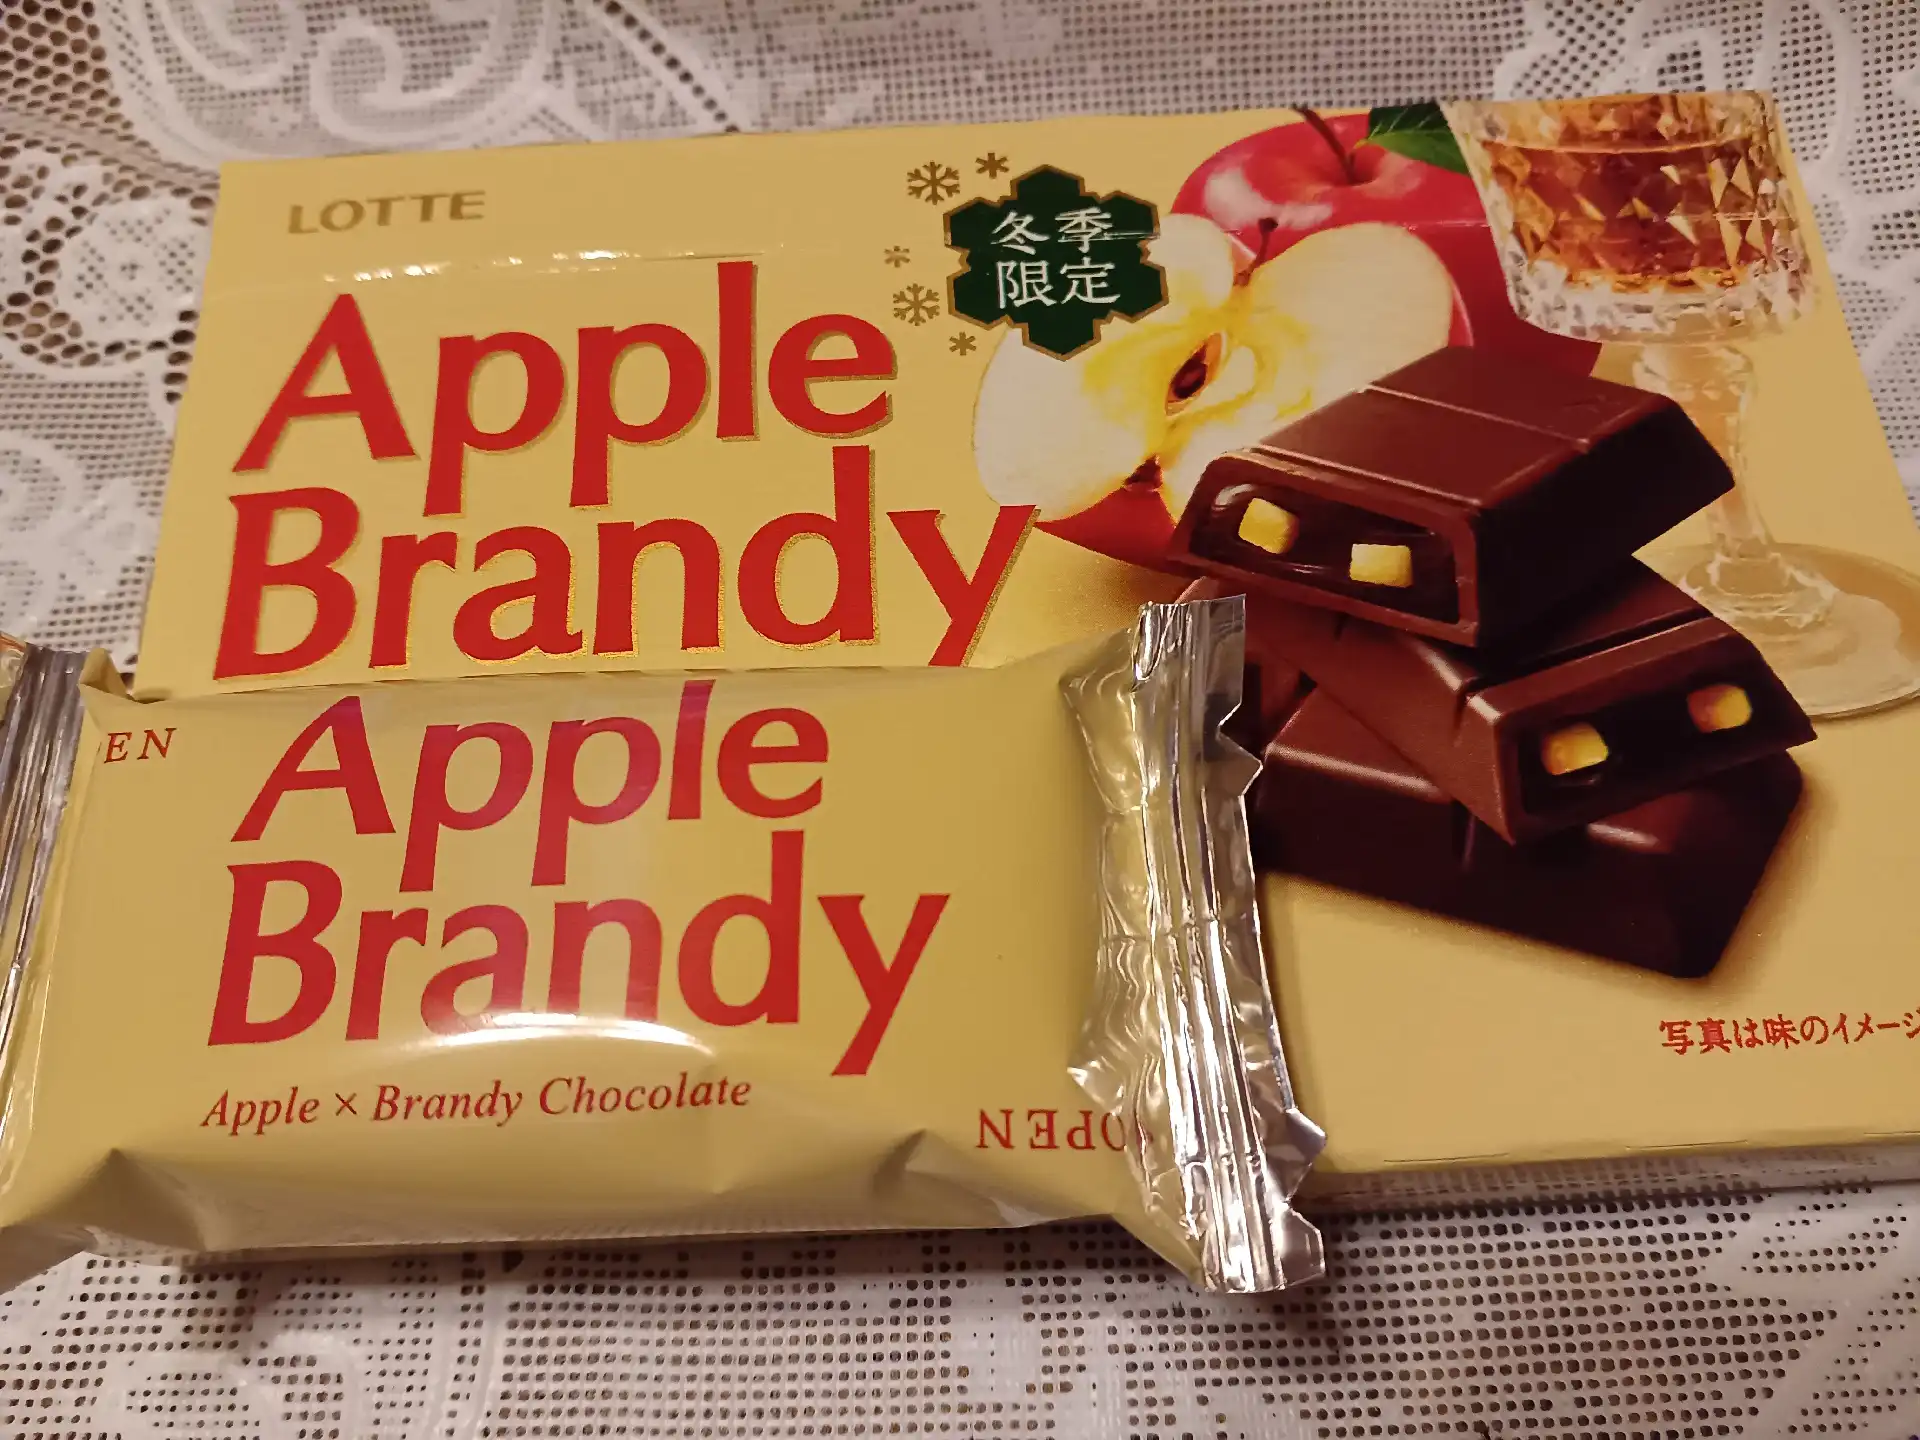 LOTTE
冬季
限定
Apple
Brandy
写真は味のイメージ
EN
Apple
Brandy
Apple × Brandy Chocolate
OPEN